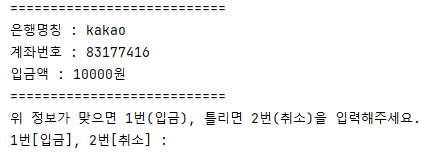 ===========================
은행명칭 : kakao
계좌번호 : 83177416
입금액 : 10000원
===========================
위 정보가 맞으면 1번(입금), 틀리면 2번(취소)을 입력해주세요.
1번[입금], 2번[취소] :